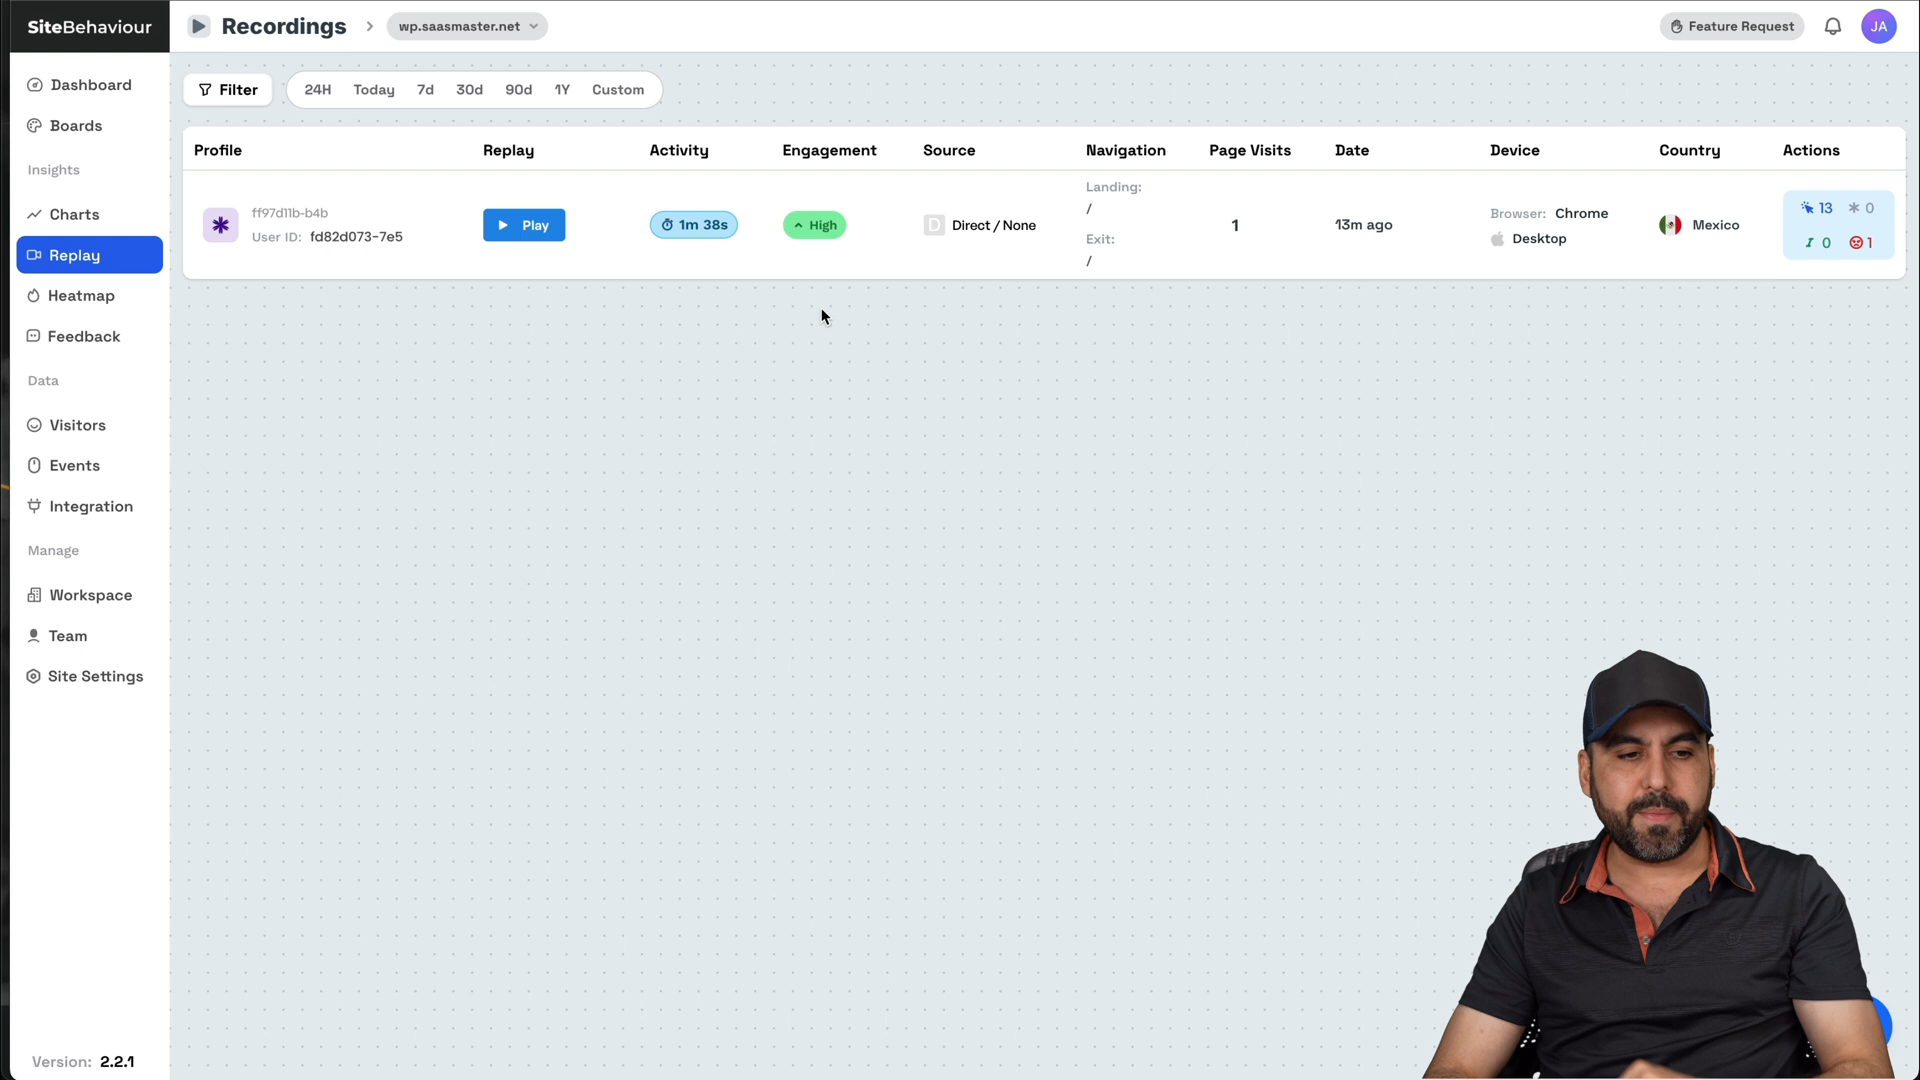 SiteBehaviour
Recordings
wp.saasmaster.net
Feature Request
JA
Dashboard
Boards
Insights
Charts
Replay
Heatmap
Feedback
Data
Visitors
Events
Integration
Manage
Workspace
Team
Site Settings
Version: 2.2.1
Filter
24H Today 7d 30d 90d 1Y Custom
Profile Replay Activity Engagement Source Navigation Page Visits Date Device Country Actions
ff97d11b-b4b
User ID: fd82d073-7e5
Play
1m 38s
High
D Direct / None
Landing:
/
Exit:
/
1
13m ago
Browser: Chrome
Desktop
Mexico
13 0
0 1